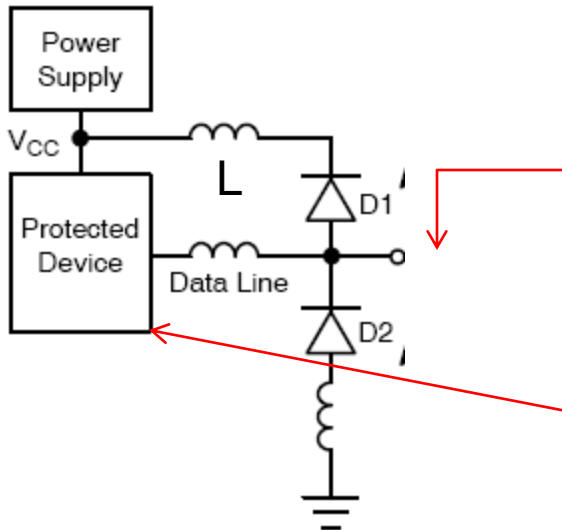 Power
Supply
VCC
L
D1
Protected
Device
Data Line
D2